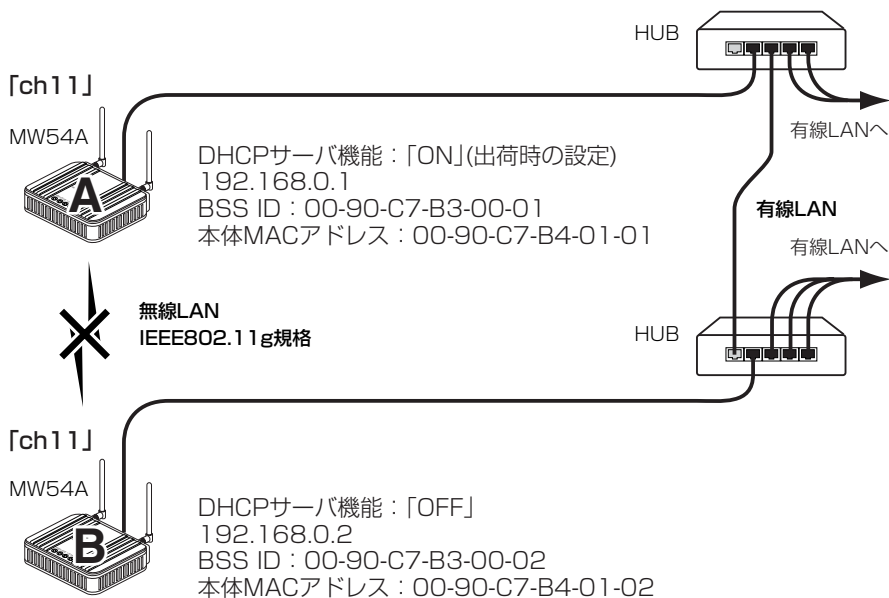 HUB
「ch11」
MW54A
A
DHCPサーバ機能：「ON」(出荷時の設定)
192.168.0.1
BSS ID：00-90-C7-B3-00-01
本体MACアドレス：00-90-C7-B4-01-01
有線LANへ
有線LAN
有線LANへ
無線LAN
IEEE802.11g規格
HUB
「ch11」
MW54A
B
DHCPサーバ機能：「OFF」
192.168.0.2
BSS ID：00-90-C7-B3-00-02
本体MACアドレス：00-90-C7-B4-01-02